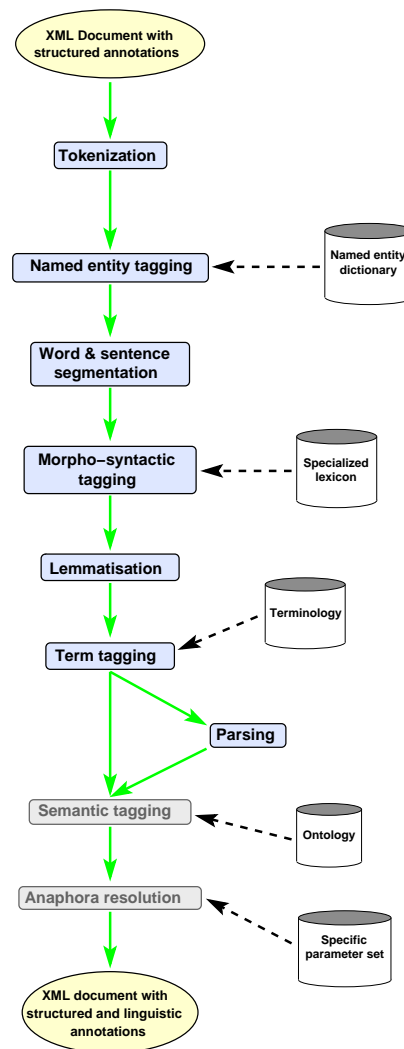 XML Document with
structured annotations
Tokenization
Named entity tagging
Named entity
dictionary
Word & sentence
segmentation
Morpho−syntactic
tagging
Specialized
lexicon
Lemmatisation
Terminology
Term tagging
Parsing
Semantic tagging
Ontology
Anaphora resolution
Specific
parameter set
XML document with
structured and linguistic
annotations